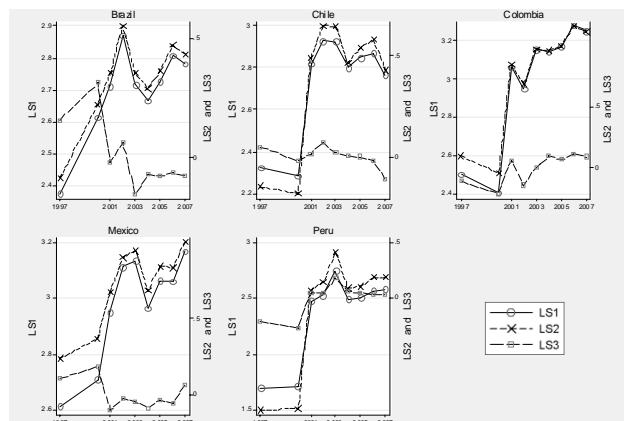 Brazil
Chile
Colombia
2.9
2.8
2.7
2.6
2.5
2.4
LS1
.5
0
LS2 and LS3
1997
2001
2003
2005
2007
3
2.8
2.6
2.4
2.2
LS1
.5
0
LS2 and LS3
1997
2001
2003
2005
2007
3.2
3
2.8
2.6
2.4
LS1
.5
0
LS2 and LS3
1997
2001
2003
2005
2007
Mexico
Peru
3.2
3
2.8
2.6
LS1
.5
0
LS2 and LS3
3
2.5
2
1.5
LS1
.5
0
LS2 and LS3
LS1
LS2
LS3